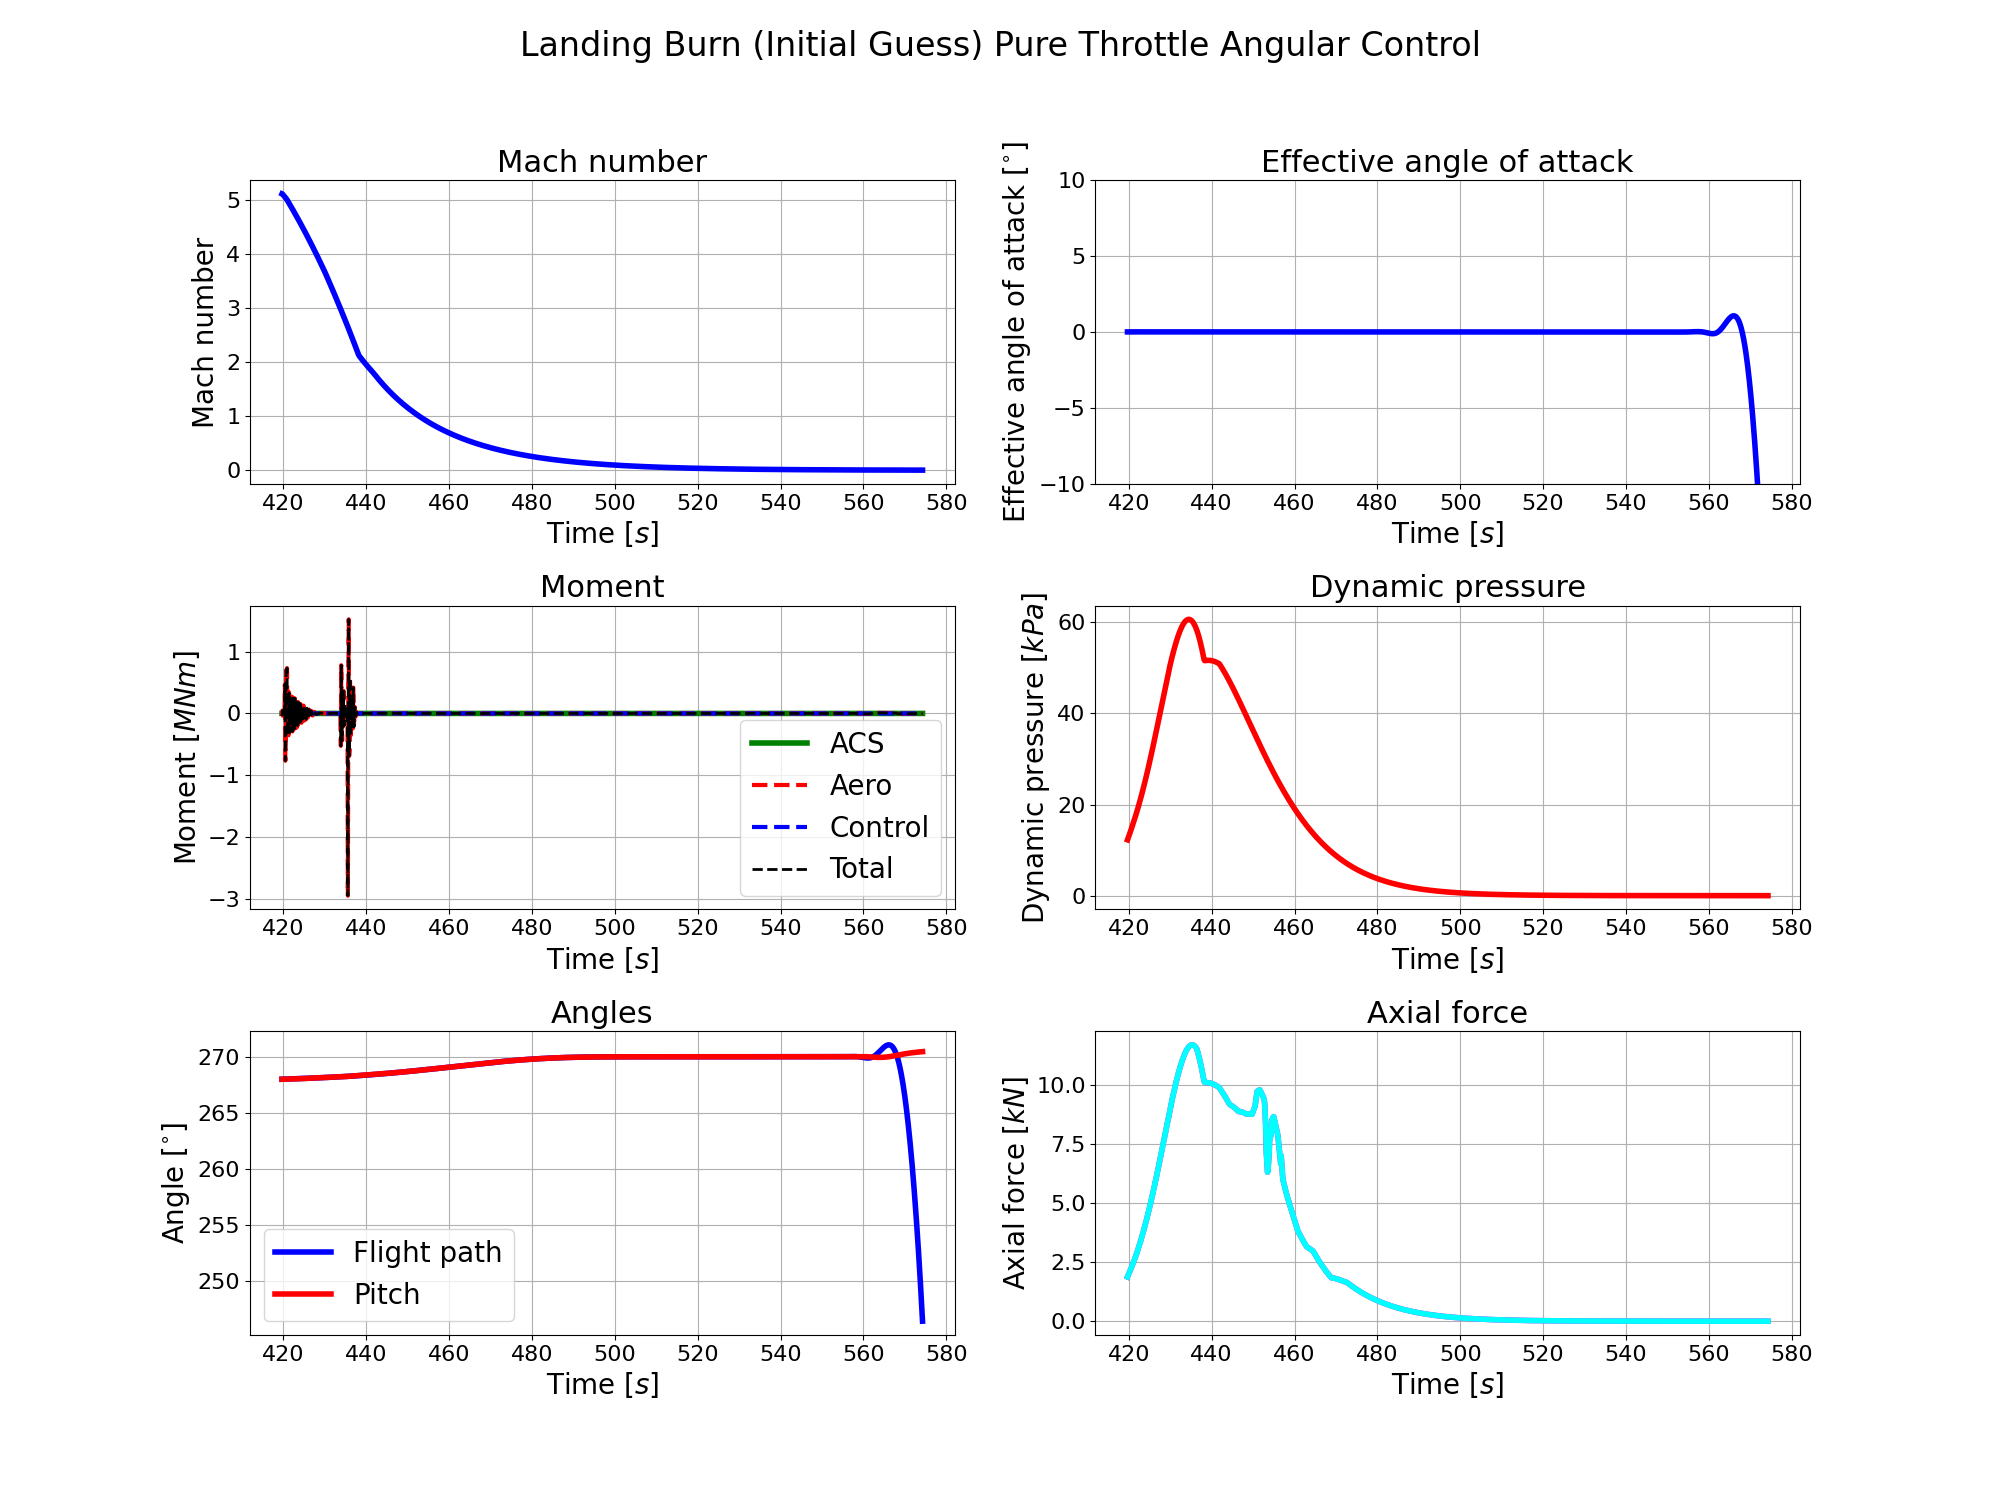 Landing Burn (Initial Guess) Pure Throttle Angular Control
Mach number
Mach number
5
4
3
2
1
0
420 440 460 480 500 520 540 560 580
Time [s]
Effective angle of attack
Effective angle of attack [°]
10
5
0
−5
−10
420 440 460 480 500 520 540 560 580
Time [s]
Moment
Moment [MNm]
1
0
−1
−2
−3
ACS
Aero
Control
Total
420 440 460 480 500 520 540 560 580
Time [s]
Dynamic pressure
Dynamic pressure [kPa]
60
40
20
0
420 440 460 480 500 520 540 560 580
Time [s]
Angles
Angle [°]
270
265
260
255
250
Flight path
Pitch
420 440 460 480 500 520 540 560 580
Time [s]
Axial force
Axial force [kN]
10.0
7.5
5.0
2.5
0.0
420 440 460 480 500 520 540 560 580
Time [s]